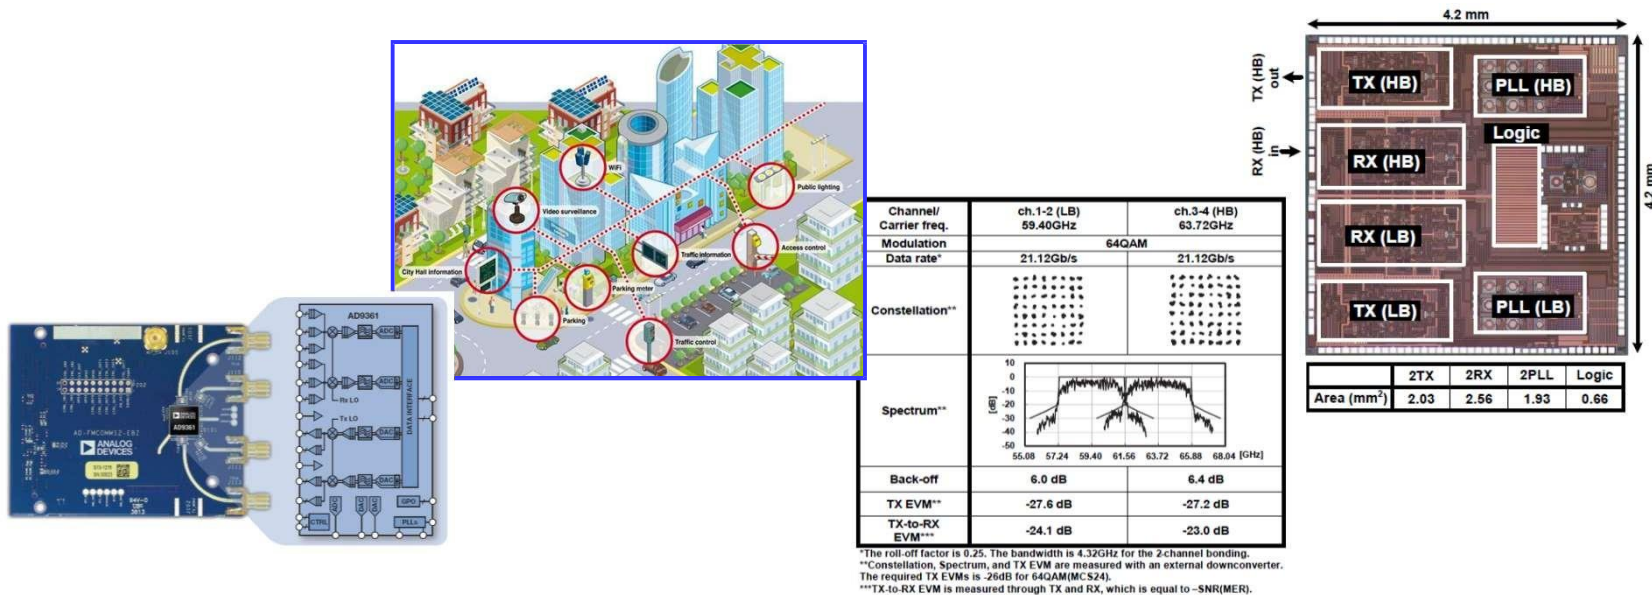 AD-FMCOMMS2-EBZ
ANALOG
DEVICES
AD9361
ANALOG
DEVICES
AD9361
ADC
ADC
Rx LO
Tx LO
DAC
DAC
DATA INTERFACE
ADC
DAC
DAC
GPO
CTRL
PLLs
WiFi
Public lighting
Video surveillance
Access control
Traffic information
City Hall information
Parking meter
Parking
Traffic control
Channel/ ch.1-2 (LB) ch.3-4 (HB)
Carrier freq. 59.40GHz 63.72GHz
Modulation 64QAM
Data rate* 21.12Gb/s 21.12Gb/s
Constellation**
Spectrum**
[dB]
10
0
-10
-20
-30
-40
-50
55.08 57.24 59.40 61.56 63.72 65.88 68.04 [GHz]
Back-off 6.0 dB 6.4 dB
TX EVM** -27.6 dB -27.2 dB
TX-to-RX
EVM*** -24.1 dB -23.0 dB
*The roll-off factor is 0.25. The bandwidth is 4.32GHz for the 2-channel bonding.
**Constellation, Spectrum, and TX EVM are measured with an external downconverter.
The required TX EVMs is -26dB for 64QAM(MCS24).
***TX-to-RX EVM is measured through TX and RX, which is equal to –SNR(MER).
4.2 mm
4.2 mm
TX (HB)
out
RX (HB)
in
TX (HB)
PLL (HB)
Logic
RX (HB)
RX (LB)
TX (LB)
PLL (LB)
2TX 2RX 2PLL Logic
Area (mm²) 2.03 2.56 1.93 0.66